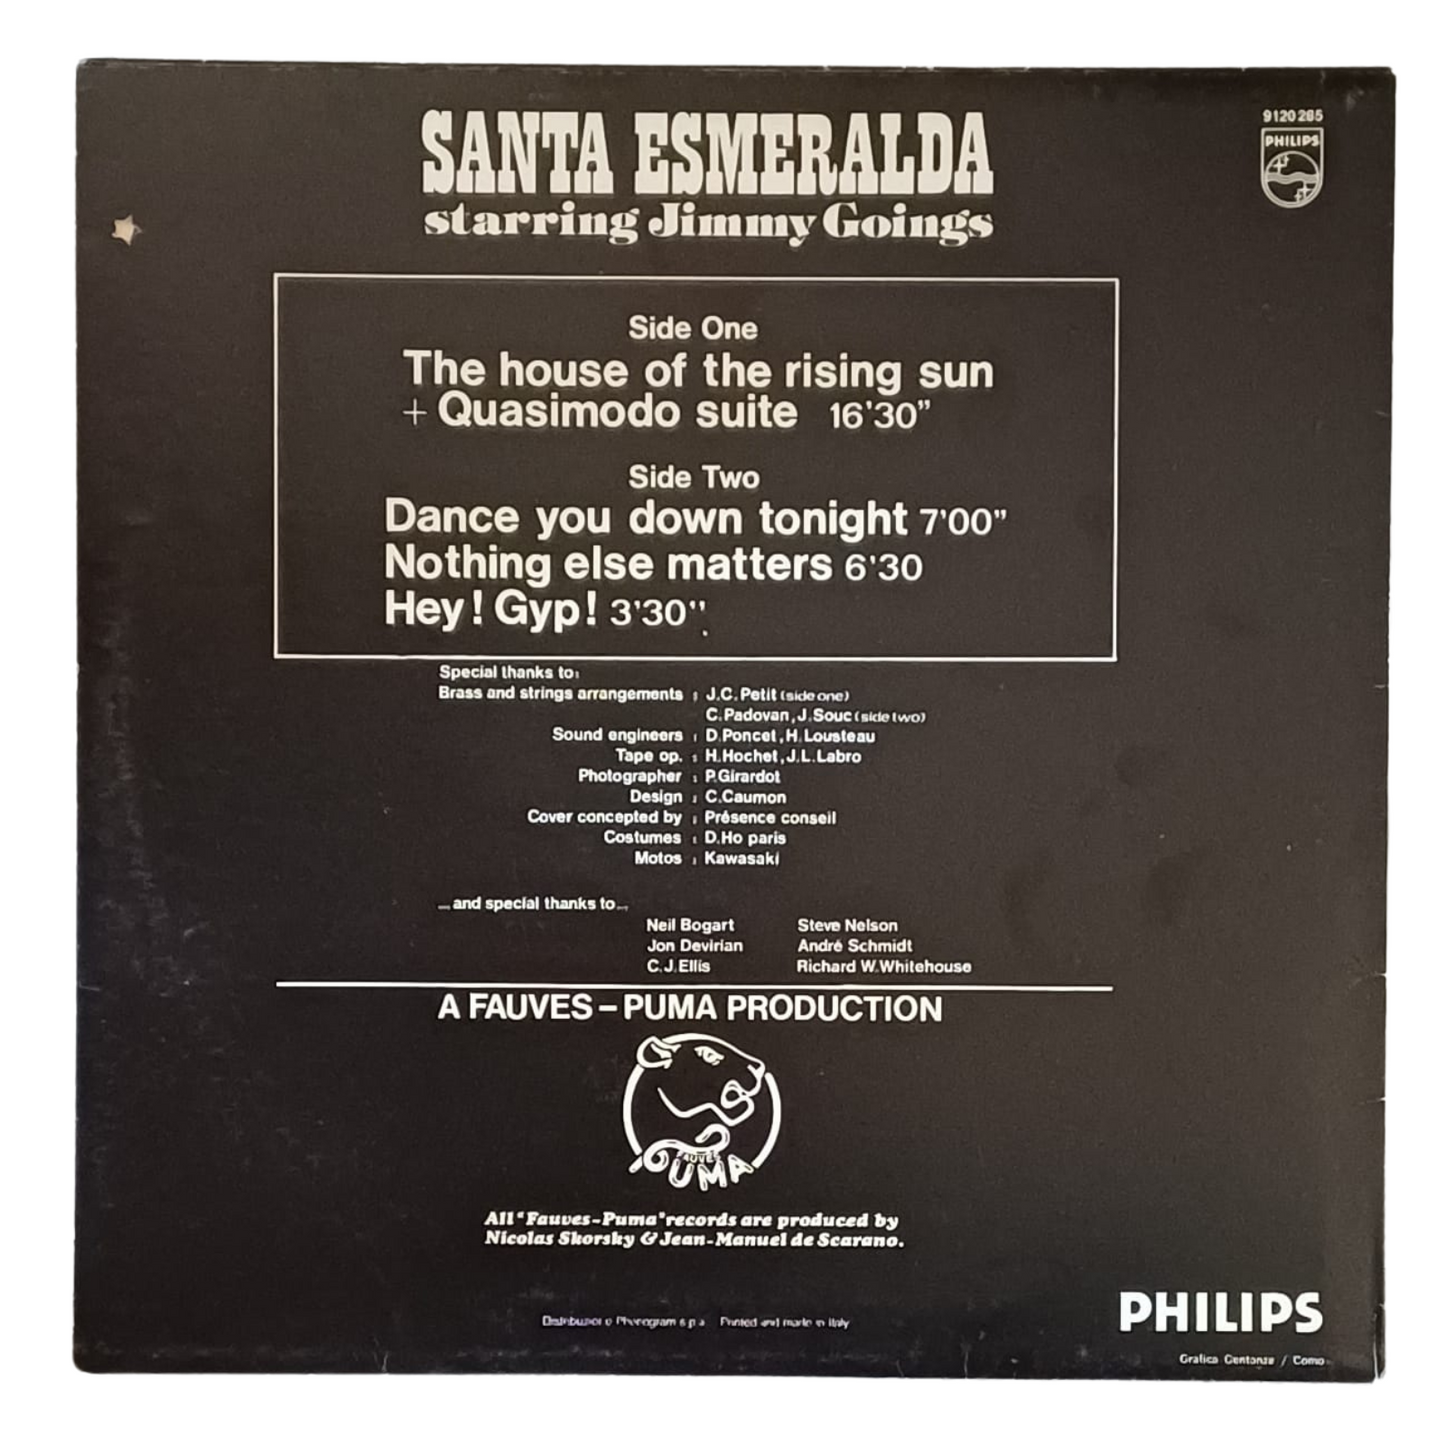 SANTA ESMERALDA
starring Jimmy Goings
9120 285
PHILIPS
Side One
The house of the rising sun
+ Quasimodo suite 16'30"
Side Two
Dance you down tonight 7'00"
Nothing else matters 6'30
Hey! Gyp! 3'30''
Special thanks to:
Brass and strings arrangements : J.C. Petit (side one)
C. Padovan, J. Souc (side two)
Sound engineers : D. Poncet, H. Lousteau
Tape op. : H. Hochet, J.L. Labro
Photographer : P. Girardot
Design : C. Caumon
Cover concepted by : Présence conseil
Costumes : D. Ho paris
Motos : Kawasaki
... and special thanks to ...
Neil Bogart Steve Nelson
Jon Devirian André Schmidt
C.J. Ellis Richard W. Whitehouse
A FAUVES – PUMA PRODUCTION
FAUVES
PUMA
All "Fauves-Puma" records are produced by
Nicolas Skorsky & Jean-Manuel de Scarano.
Phonogram s.p.a. Printed and made in Italy
PHILIPS
Grafica Centonze / Como